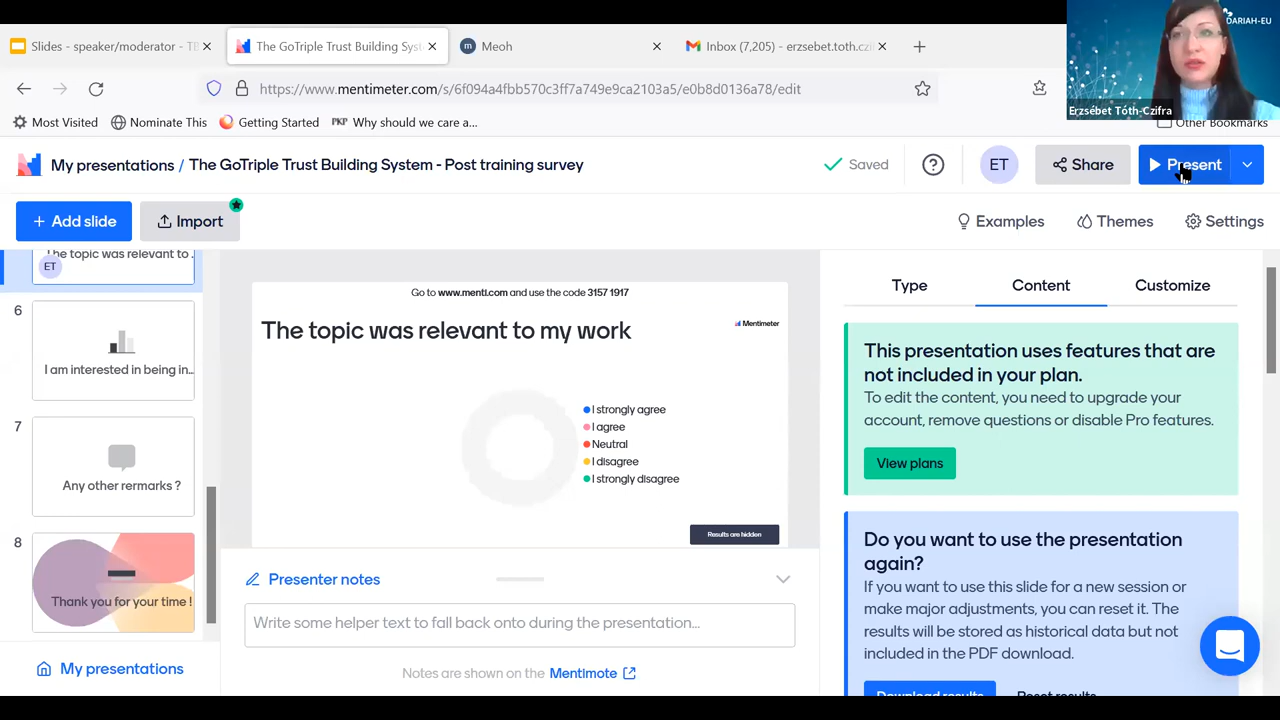 Slides - speaker/moderator - TB
The GoTriple Trust Building Syst
Meoh
Inbox (7,205) - erzsebet.toth.czi
DARIAH-EU
https://www.mentimeter.com/s/6f094a4fbb570c3ff7a749e9ca2103a5/e0b8d0136a78/edit
Erzsébet Tóth-Czifra
Most Visited
Nominate This
Getting Started
PKP Why should we care a...
Other Bookmarks
My presentations / The GoTriple Trust Building System - Post training survey
Saved
ET
Share
Present
+ Add slide
Import
Examples
Themes
Settings
The topic was relevant to .
ET
6
I am interested in being in...
7
Any other rermarks ?
8
Thank you for your time !
My presentations
Go to www.menti.com and use the code 3157 1917
The topic was relevant to my work
Mentimeter
I strongly agree
I agree
Neutral
I disagree
I strongly disagree
Results are hidden
Presenter notes
Write some helper text to fall back onto during the presentation...
Notes are shown on the Mentimote
Type
Content
Customize
This presentation uses features that are
not included in your plan.
To edit the content, you need to upgrade your
account, remove questions or disable Pro features.
View plans
Do you want to use the presentation
again?
If you want to use this slide for a new session or
make major adjustments, you can reset it. The
results will be stored as historical data but not
included in the PDF download.
Download results
Reset results